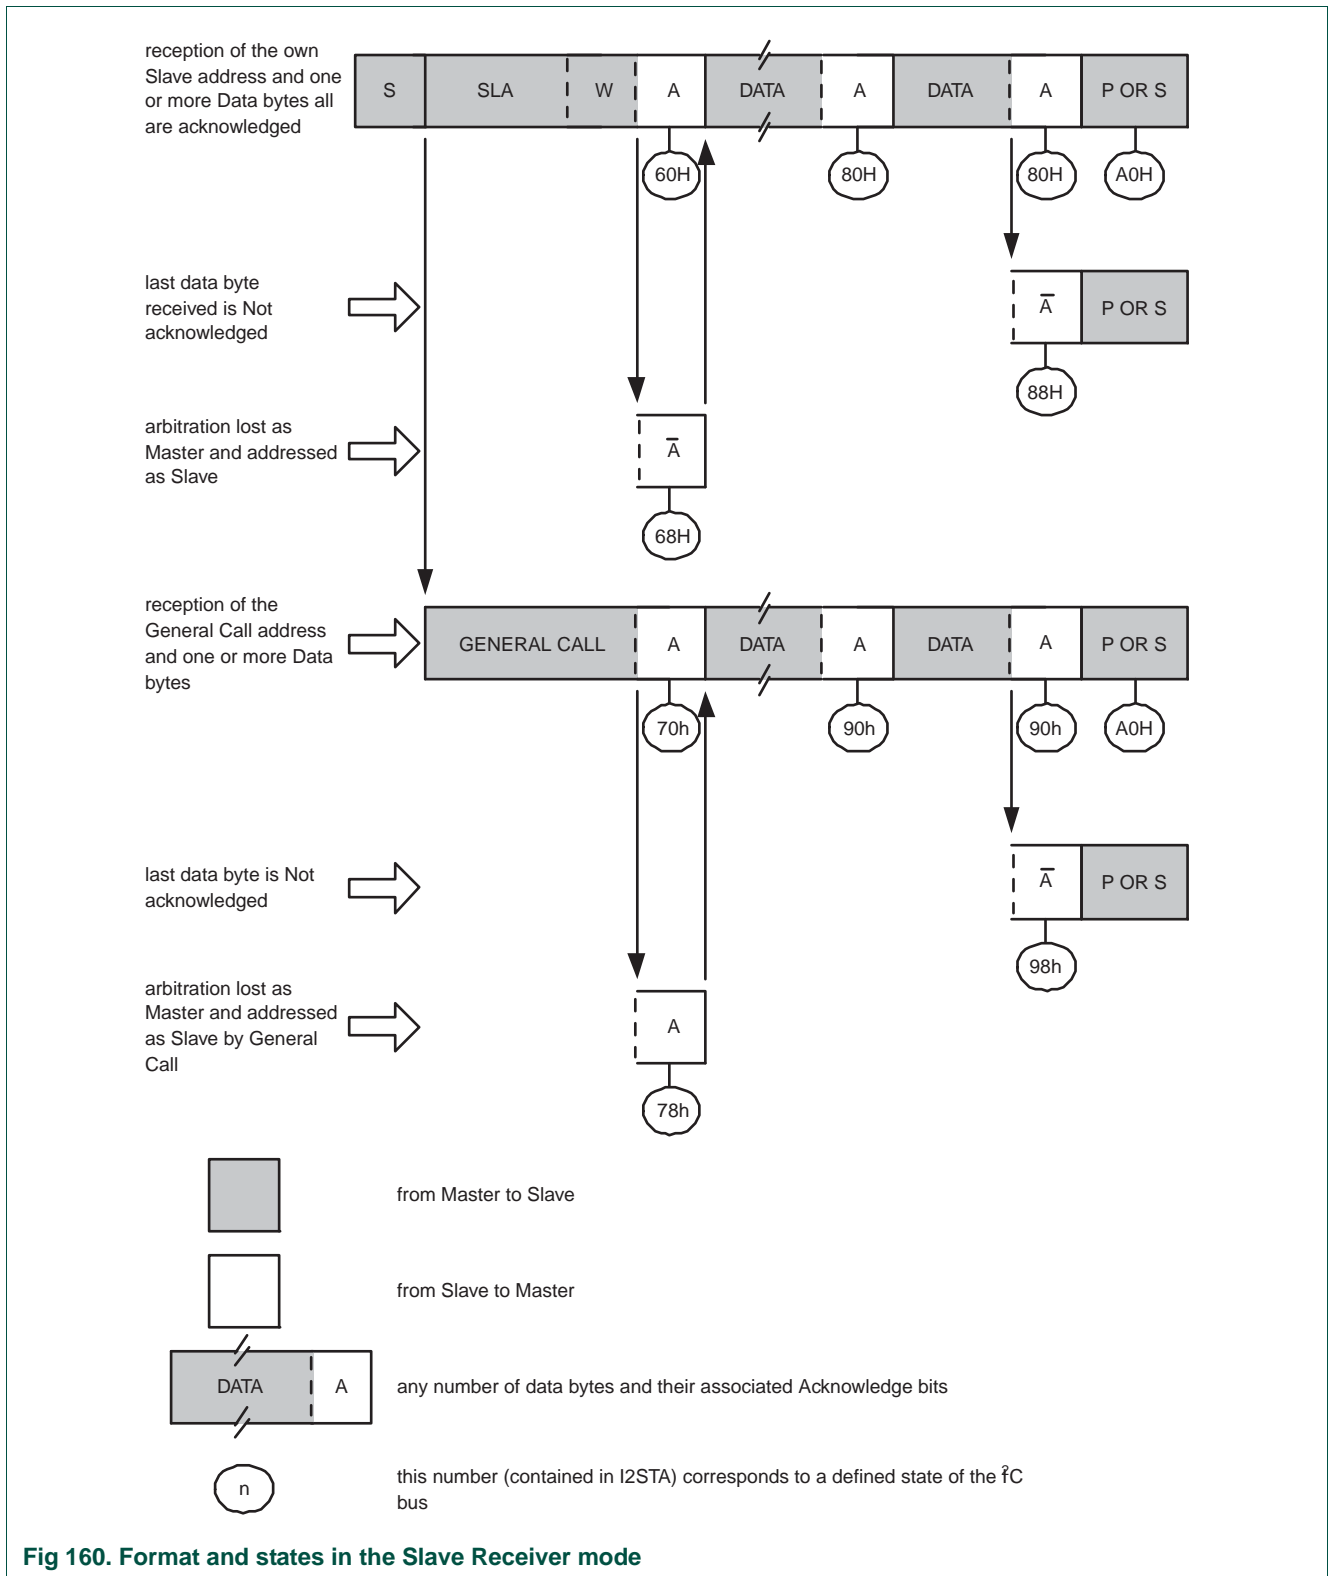 reception of the own
Slave address and one
or more Data bytes all
are acknowledged
S SLA W A DATA A DATA A P OR S
60H 80H 80H A0H
last data byte
received is Not
acknowledged
A̅ P OR S
88H
arbitration lost as
Master and addressed
as Slave
A̅
68H
reception of the
General Call address
and one or more Data
bytes
GENERAL CALL A DATA A DATA A P OR S
70h 90h 90h A0H
last data byte is Not
acknowledged
A̅ P OR S
98h
arbitration lost as
Master and addressed
as Slave by General
Call
A
78h
from Master to Slave
from Slave to Master
DATA A any number of data bytes and their associated Acknowledge bits
n this number (contained in I2STA) corresponds to a defined state of the I²C
bus
Fig 160. Format and states in the Slave Receiver mode